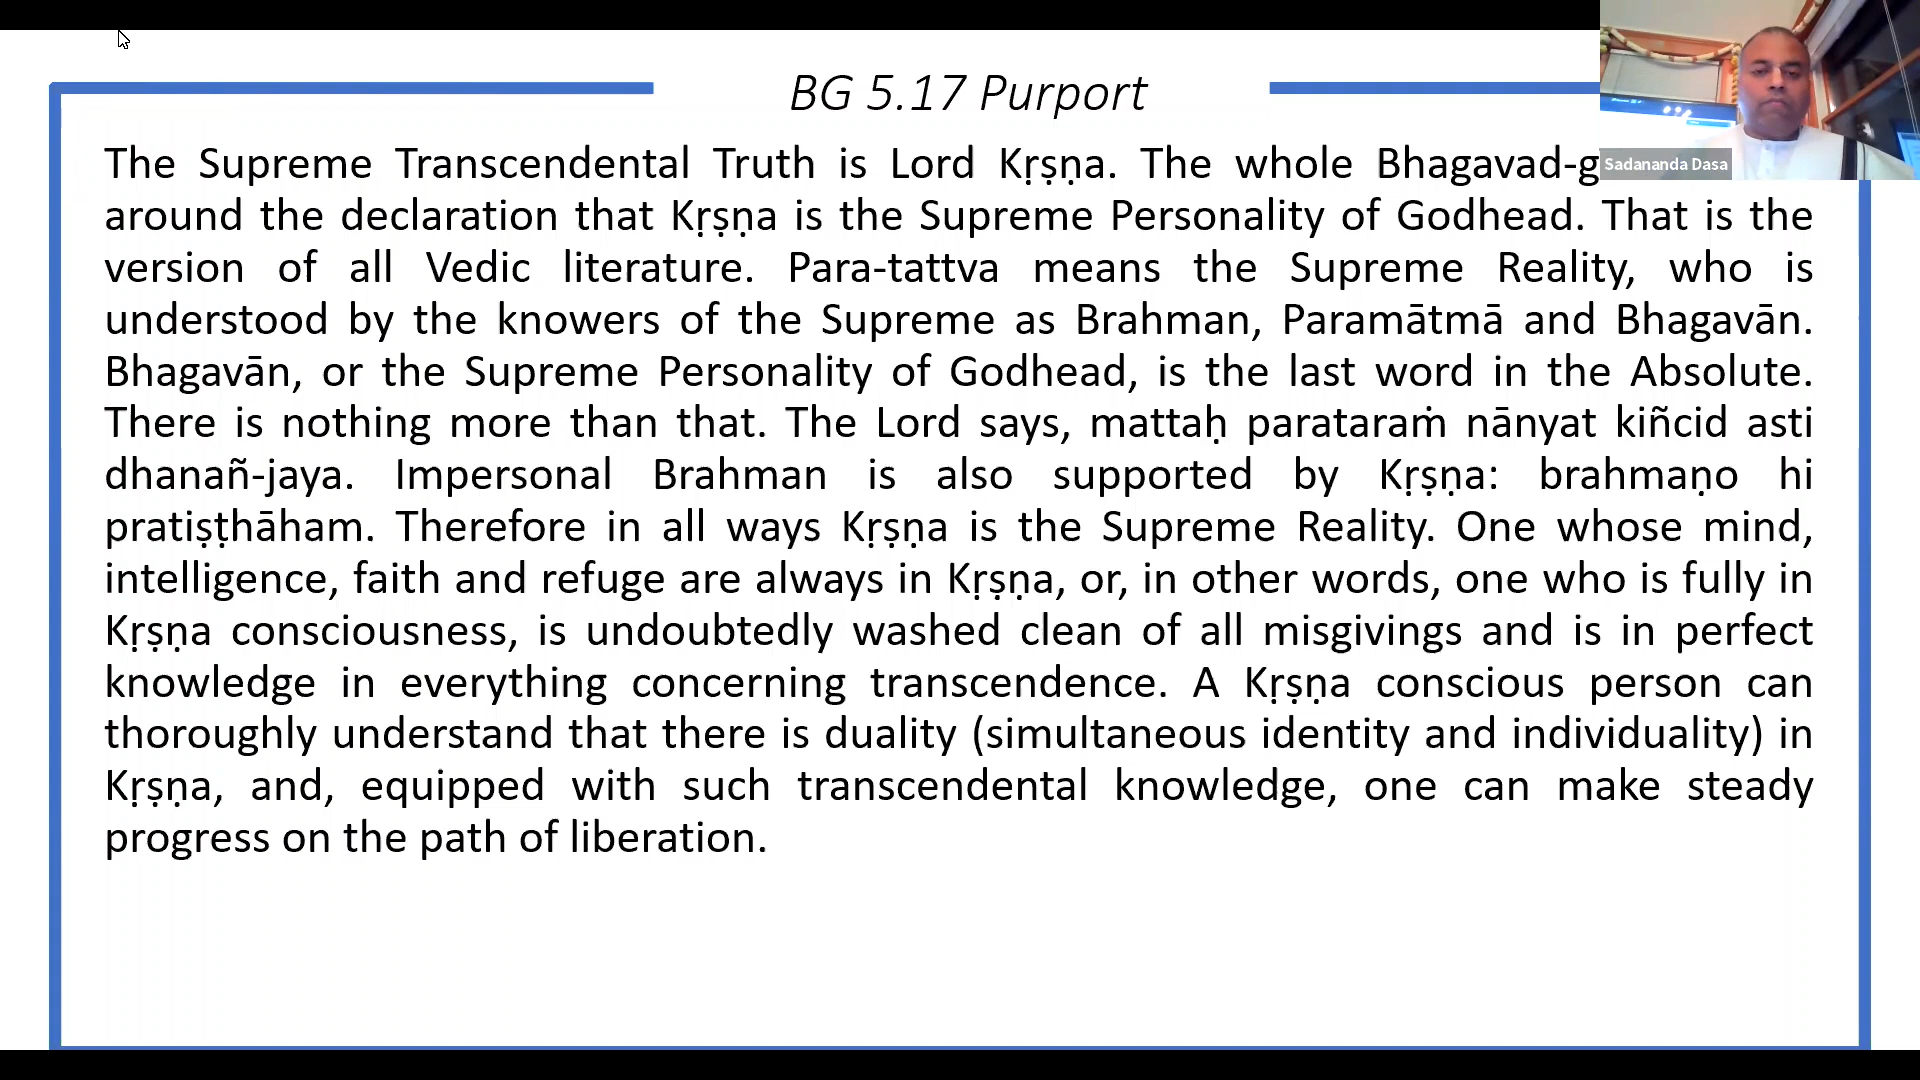 BG 5.17 Purport
Sadananda Dasa
The Supreme Transcendental Truth is Lord Kṛṣṇa. The whole Bhagavad-g
around the declaration that Kṛṣṇa is the Supreme Personality of Godhead. That is the
version of all Vedic literature. Para-tattva means the Supreme Reality, who is
understood by the knowers of the Supreme as Brahman, Paramātmā and Bhagavān.
Bhagavān, or the Supreme Personality of Godhead, is the last word in the Absolute.
There is nothing more than that. The Lord says, mattaḥ parataraṁ nānyat kiñcid asti
dhanañ-jaya. Impersonal Brahman is also supported by Kṛṣṇa: brahmaṇo hi
pratiṣṭhāham. Therefore in all ways Kṛṣṇa is the Supreme Reality. One whose mind,
intelligence, faith and refuge are always in Kṛṣṇa, or, in other words, one who is fully in
Kṛṣṇa consciousness, is undoubtedly washed clean of all misgivings and is in perfect
knowledge in everything concerning transcendence. A Kṛṣṇa conscious person can
thoroughly understand that there is duality (simultaneous identity and individuality) in
Kṛṣṇa, and, equipped with such transcendental knowledge, one can make steady
progress on the path of liberation.